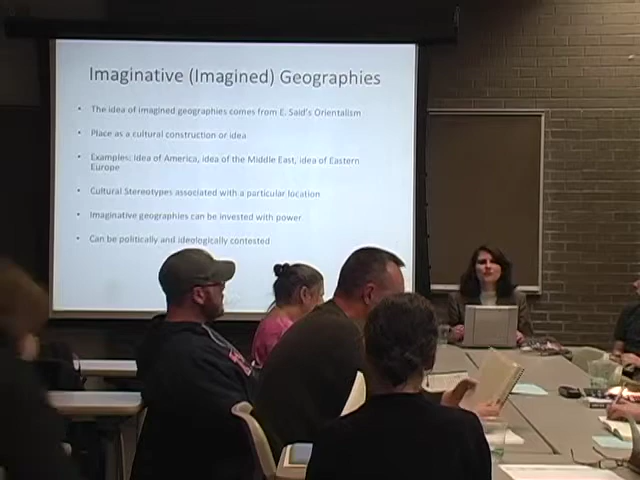 Imaginative (Imagined) Geographies
• The idea of imagined geographies comes from E. Said's Orientalism
• Place as a cultural construction or idea
• Examples: Idea of America, idea of the Middle East, idea of Eastern
Europe
• Cultural Stereotypes associated with a particular location
• Imaginative geographies can be invested with power
• Can be politically and ideologically contested